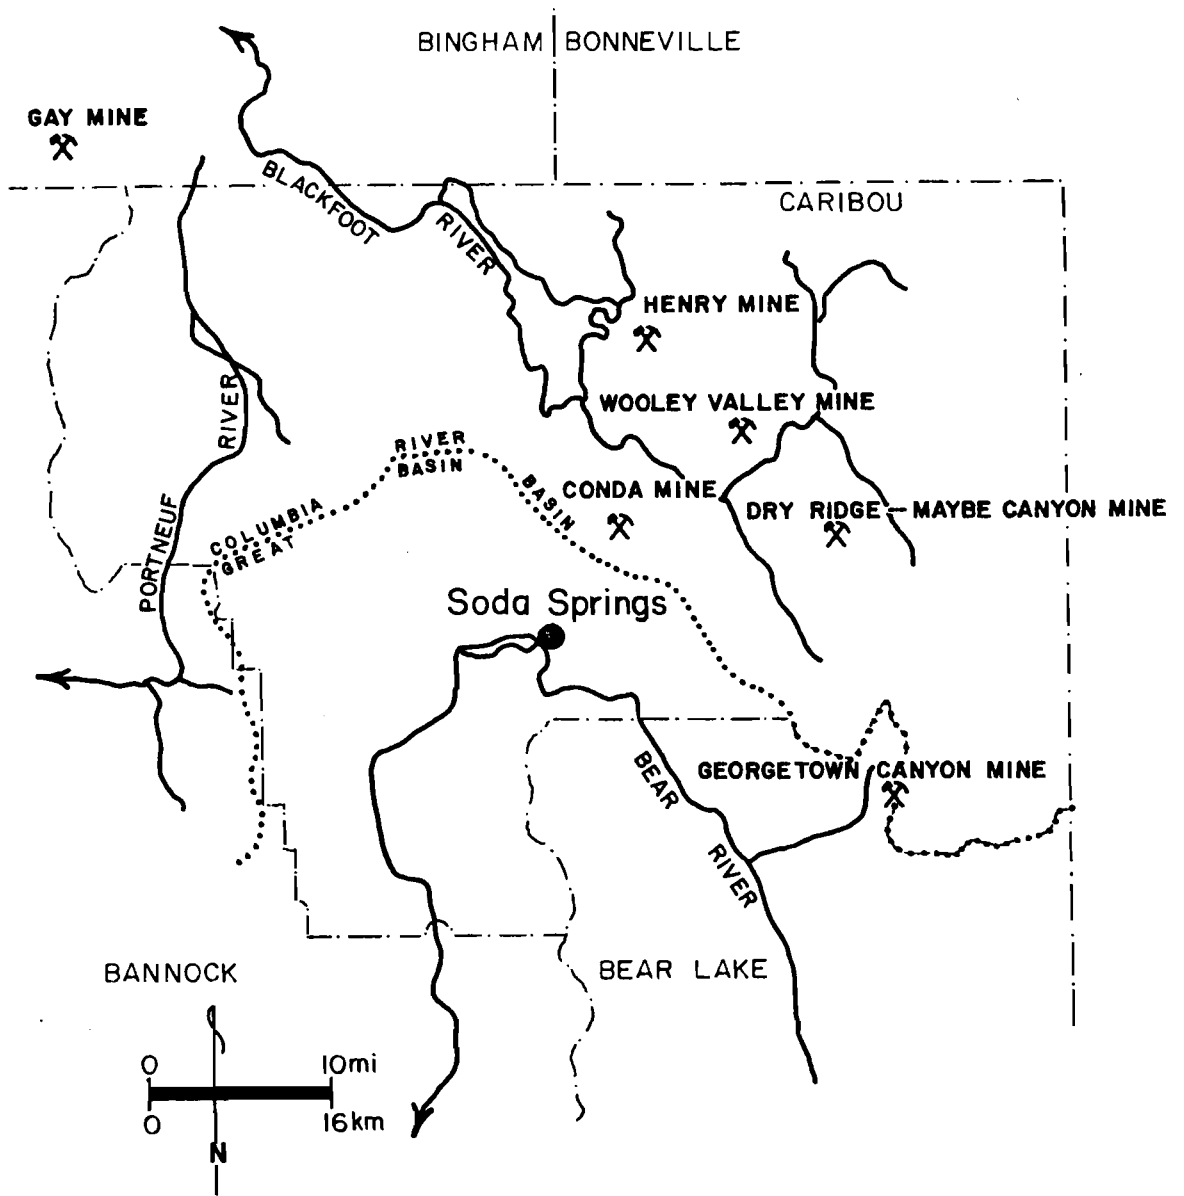 BINGHAM BONNEVILLE
GAY MINE
BLACKFOOT
RIVER
CARIBOU
HENRY MINE
RIVER
WOOLEY VALLEY MINE
RIVER
BASIN
BASIN
CONDA MINE
DRY RIDGE - MAYBE CANYON MINE
COLUMBIA
GREAT
PORTNEUF
Soda Springs
BEAR
GEORGETOWN CANYON MINE
RIVER
BANNOCK
BEAR LAKE
0 10mi
0 16km
N